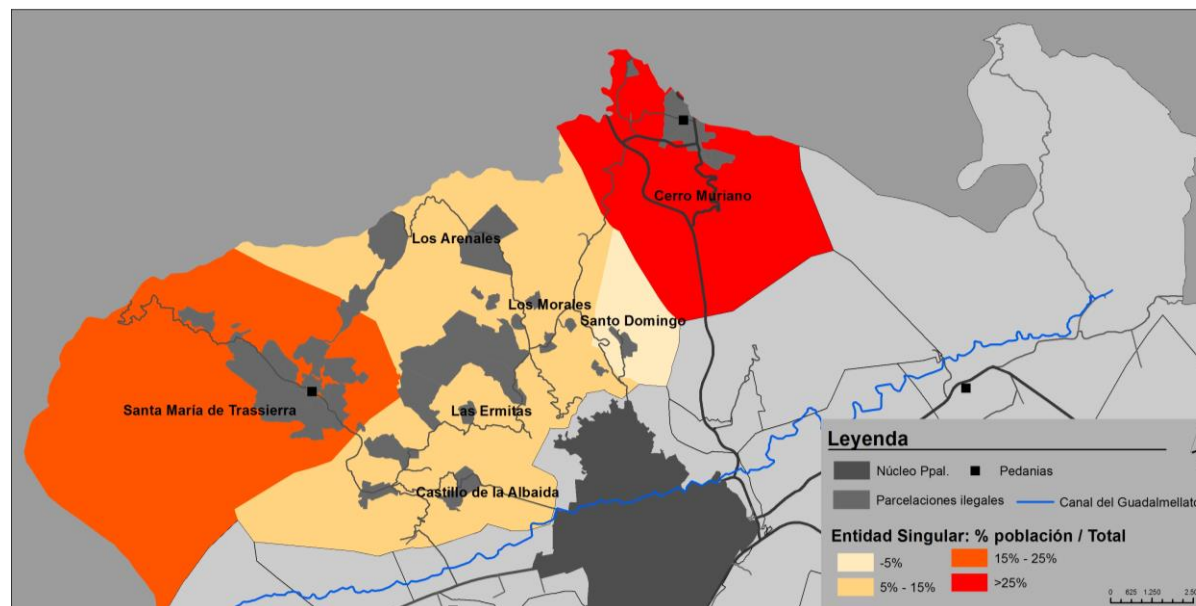 Cerro Muriano
Los Arenales
Los Morales
Santo Domingo
Santa María de Trassierra
Las Ermitas
Castillo de la Albaida
Leyenda
Núcleo Ppal.
Pedanias
Parcelaciones ilegales
Canal del Guadalmellato
Entidad Singular: % población / Total
-5%
15% - 25%
5% - 15%
>25%
0 625 1.250